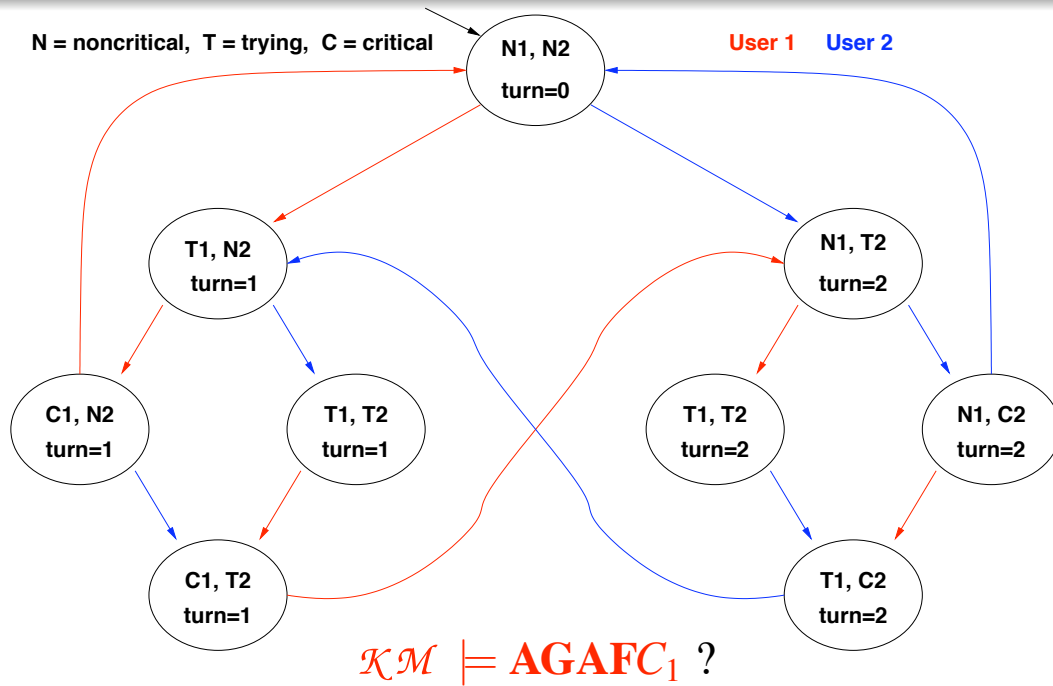 N = noncritical, T = trying, C = critical
User 1 User 2
N1, N2
turn=0
T1, N2
turn=1
N1, T2
turn=2
C1, N2
turn=1
T1, T2
turn=1
T1, T2
turn=2
N1, C2
turn=2
C1, T2
turn=1
T1, C2
turn=2
𝒦ℳ ⊨ AGAFC₁ ?